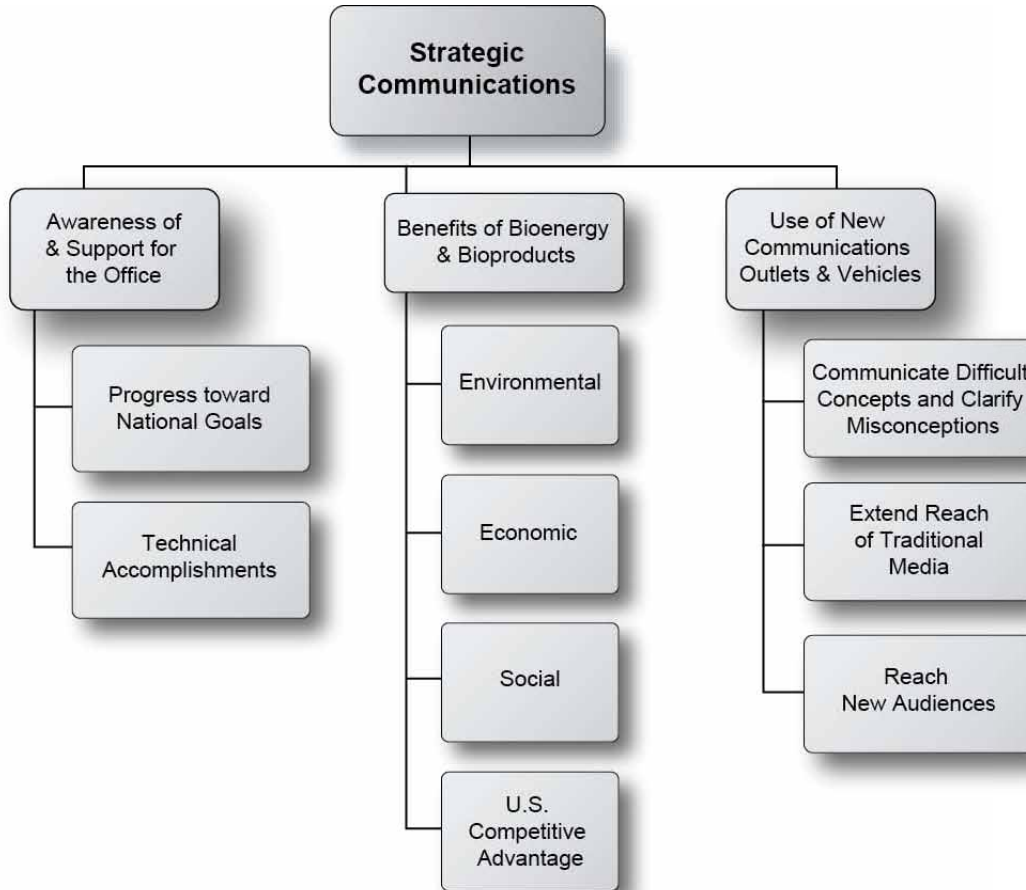 Strategic
Communications
Awareness of
& Support for
the Office
Progress toward
National Goals
Technical
Accomplishments
Benefits of Bioenergy
& Bioproducts
Environmental
Economic
Social
U.S.
Competitive
Advantage
Use of New
Communications
Outlets & Vehicles
Communicate Difficult
Concepts and Clarify
Misconceptions
Extend Reach
of Traditional
Media
Reach
New Audiences